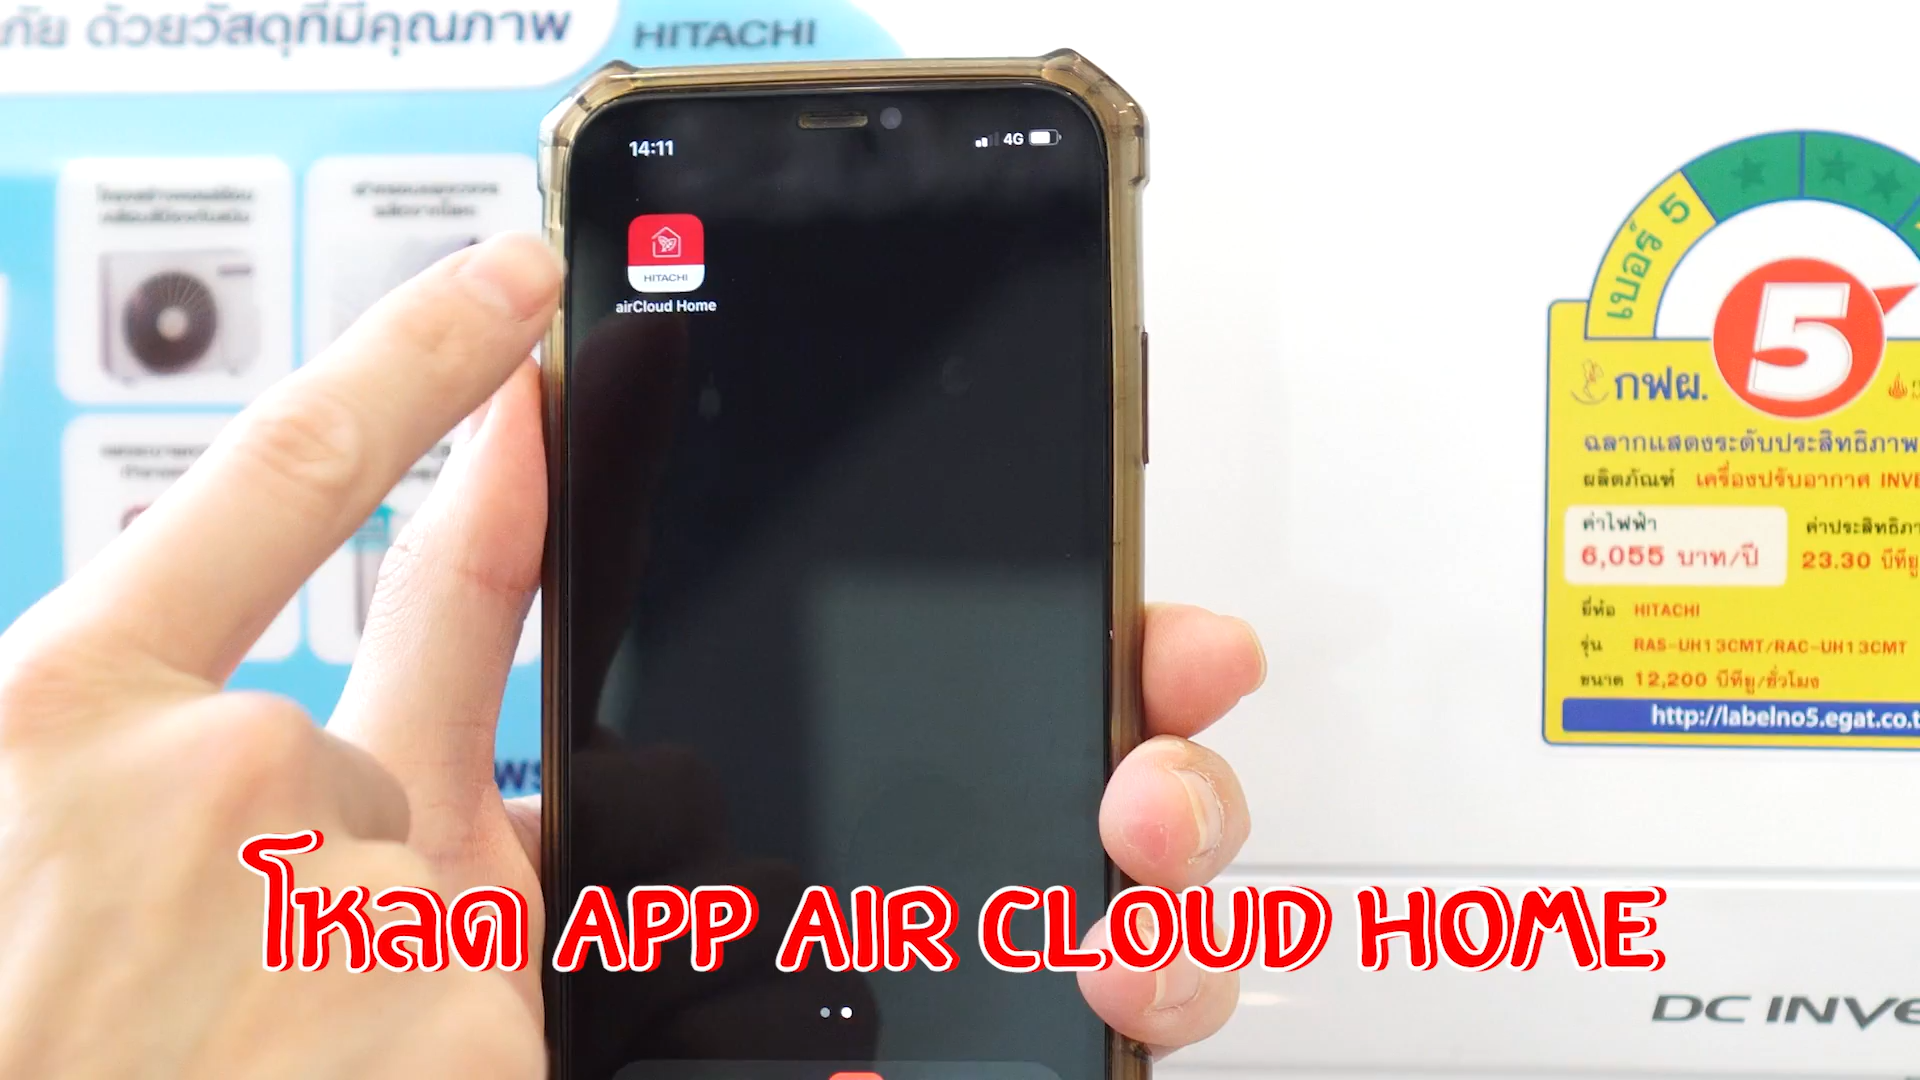 ภัย ด้วยวัสดุที่มีคุณภาพ
HITACHI
14:11
4G
HITACHI
airCloud Home
เบอร์ 5
5
กฟผ.
ฉลากแสดงระดับประสิทธิภาพ
ผลิตภัณฑ์ เครื่องปรับอากาศ
ค่าไฟฟ้า
6,055 บาท/ปี
23.30
ยี่ห้อ HITACHI
รุ่น RAS-UH13CMT/RAC-UH13CMT
ขนาด 12,200 บีทียู/ชั่วโมง
http://labelno5.egat.co.t
โหลด APP AIR CLOUD HOME
DC INVE